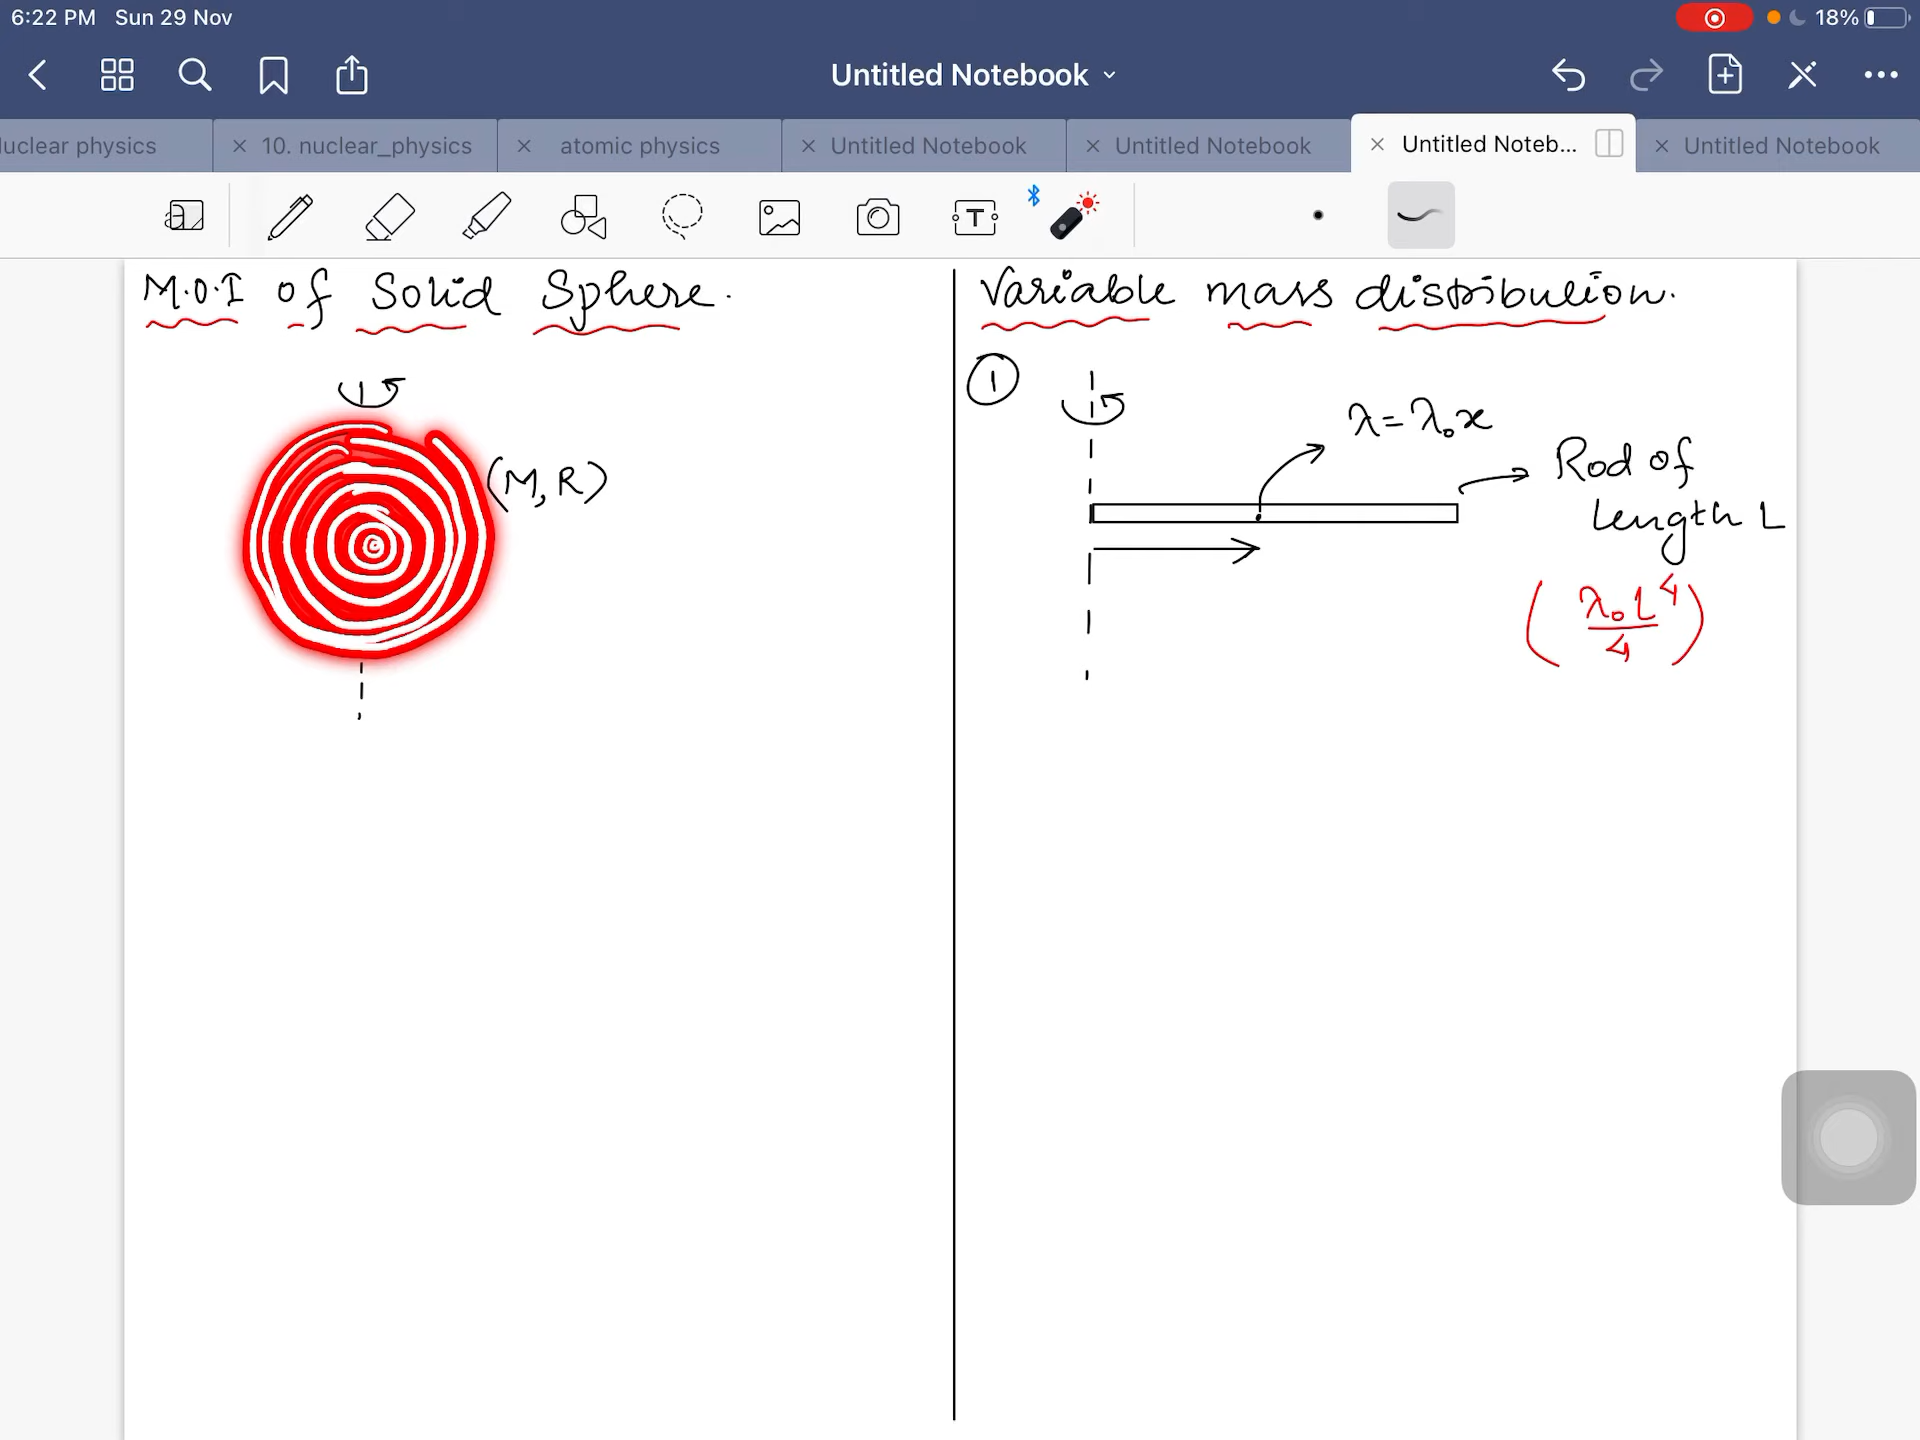 6:22 PM Sun 29 Nov
18%
Untitled Notebook
luclear physics
10. nuclear_physics
atomic physics
Untitled Notebook
Untitled Notebook
Untitled Noteb...
Untitled Notebook
M.O.I of Solid Sphere.
(M, R)
Variable mass distribution.
1
λ = λ₀x
Rod of
length L
(λ₀L⁴/4)